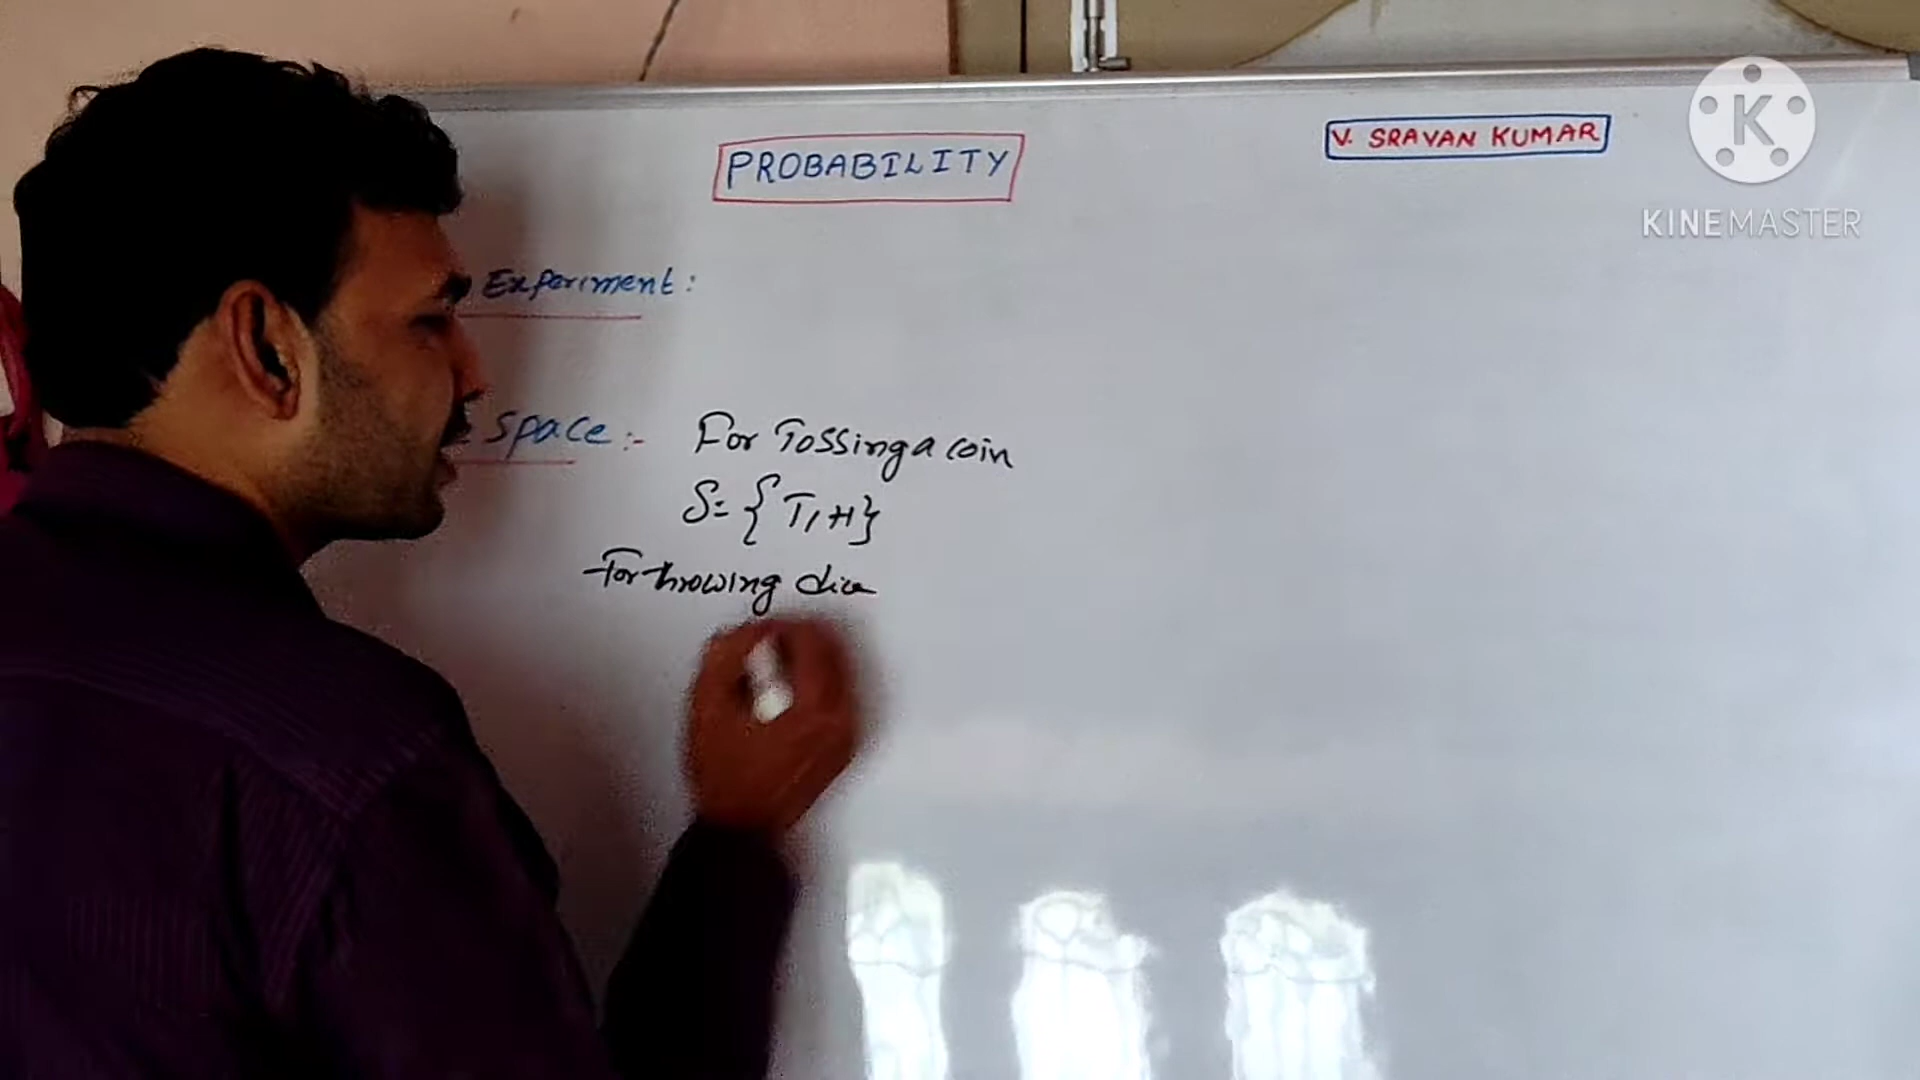 PROBABILITY
V. SRAVAN KUMAR
KINEMASTER
Experiment:
Space:- For Tossing a coin
S= {T, H}
For throwing dice